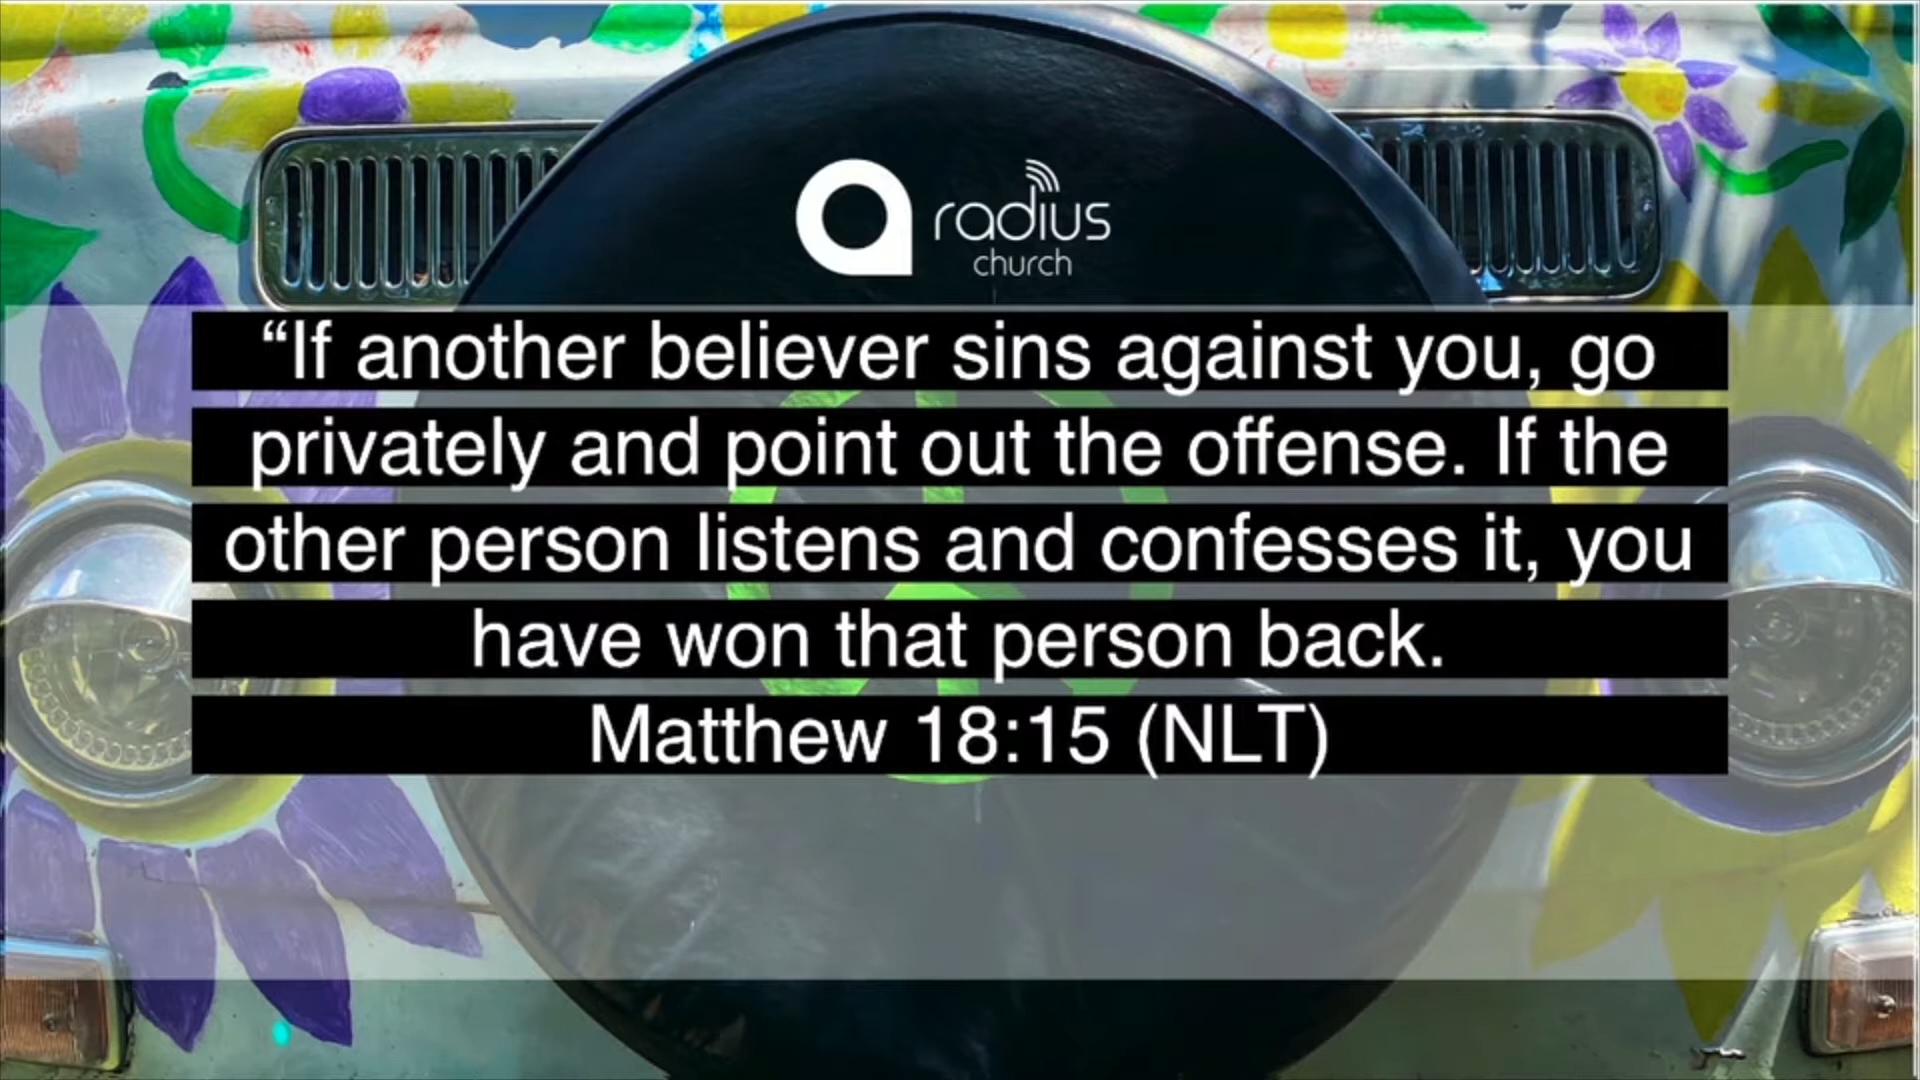 radius
church
“If another believer sins against you, go
privately and point out the offense. If the
other person listens and confesses it, you
have won that person back.
Matthew 18:15 (NLT)